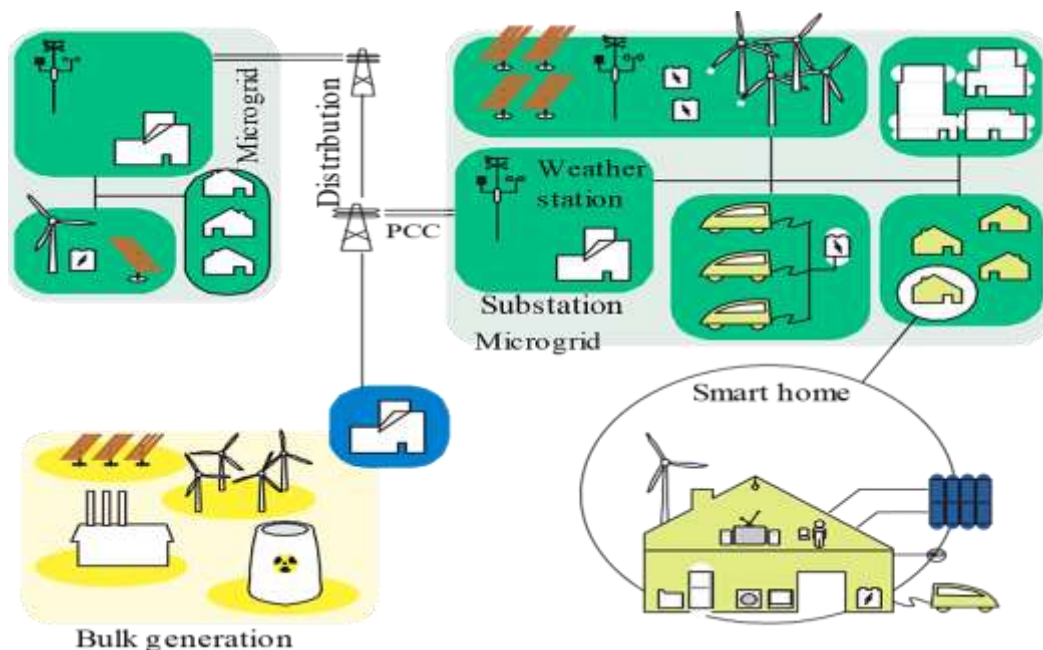 Microgrid
Distribution
PCC
Weather
station
Substation
Microgrid
Smart home
Bulk generation